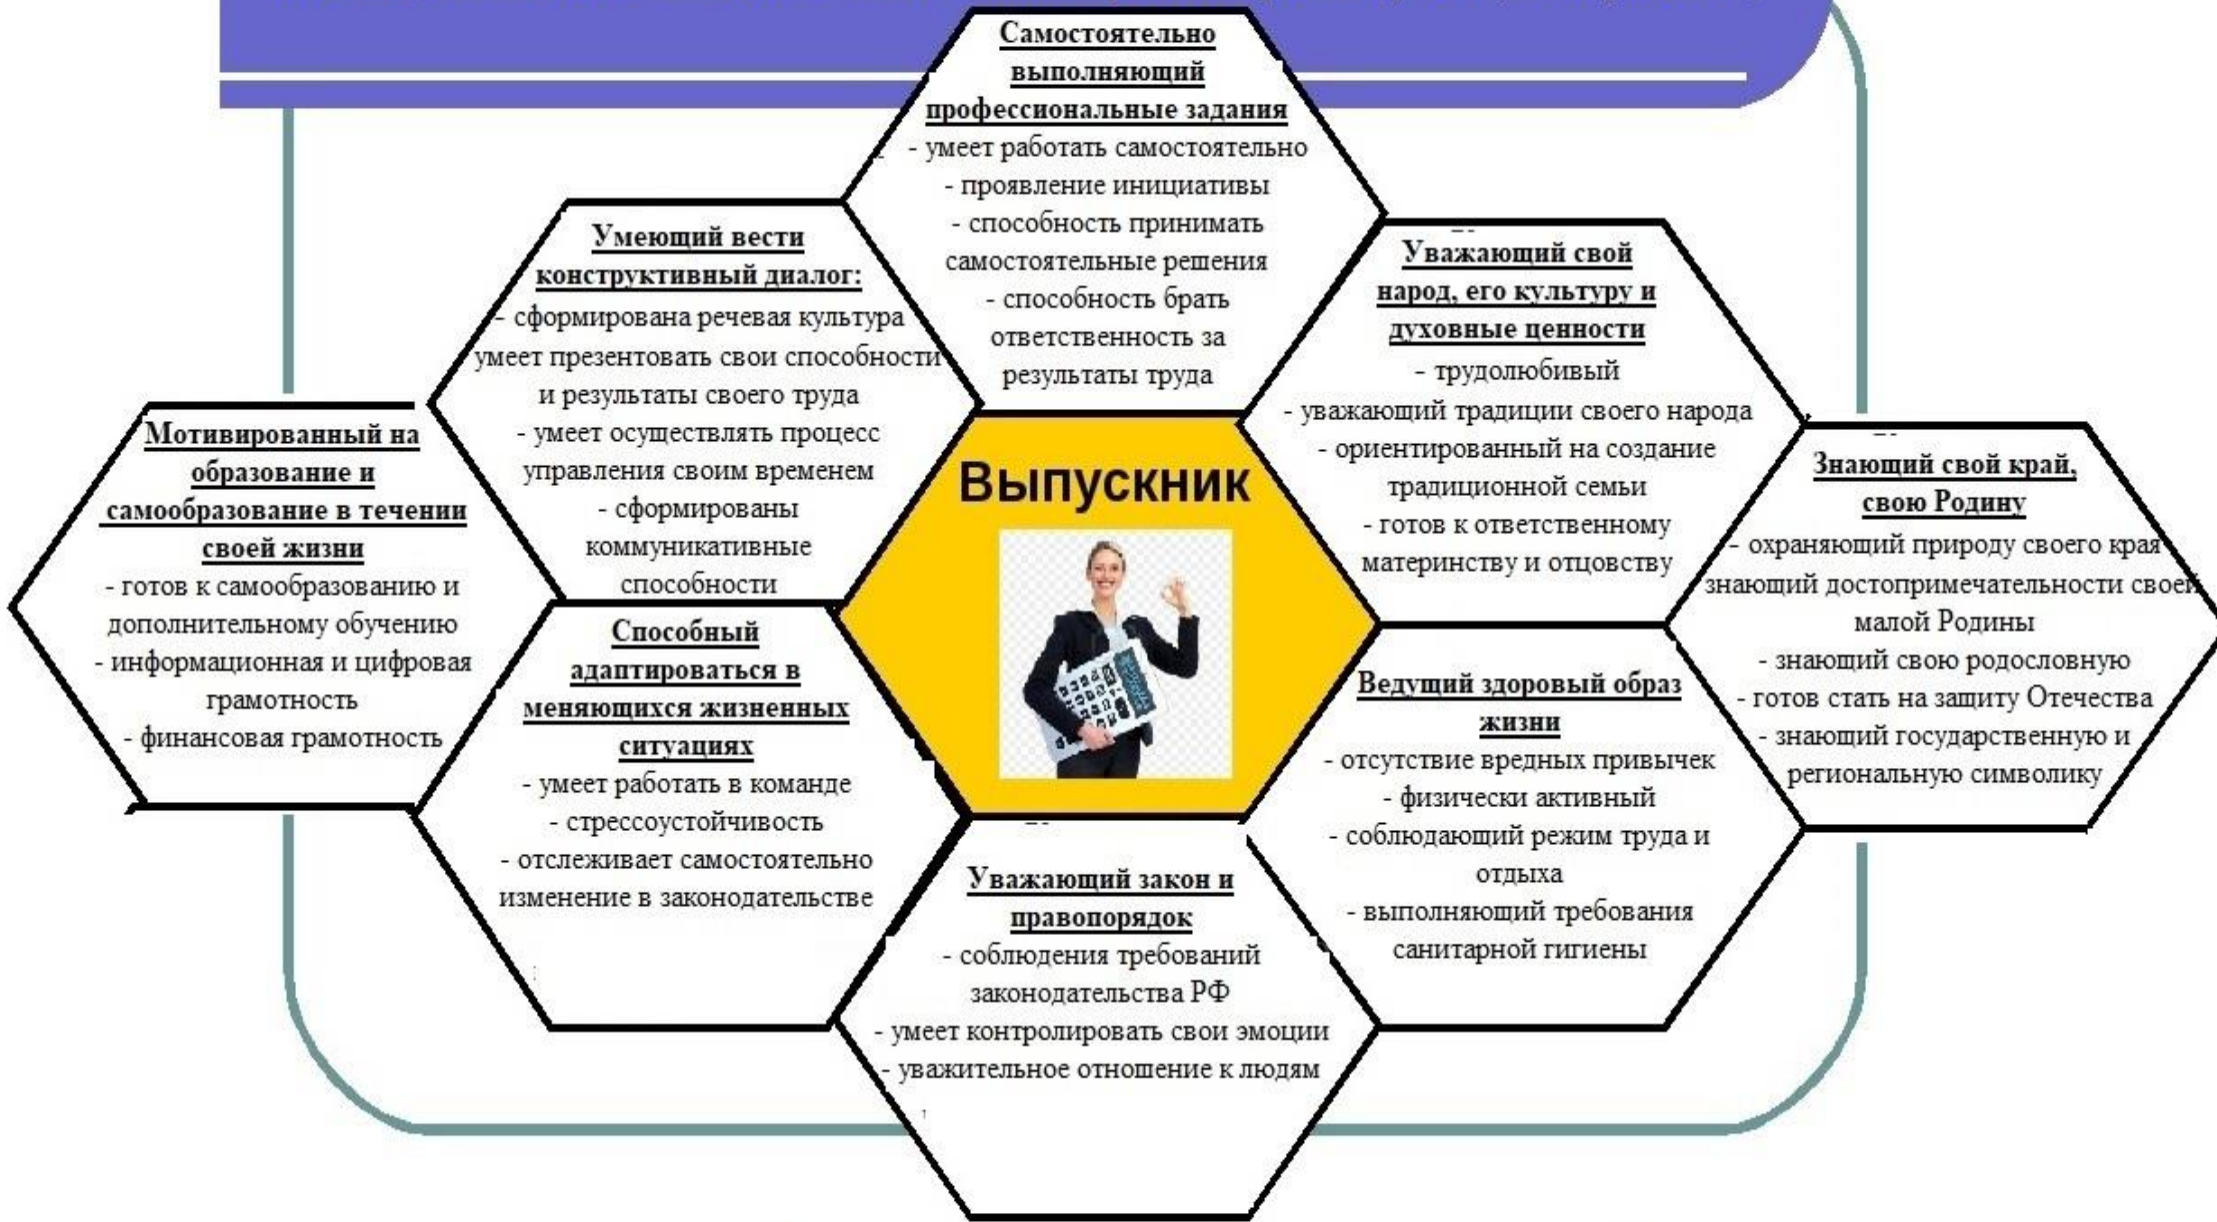 Самостоятельно
выполняющий
профессиональные задания
- умеет работать самостоятельно
- проявление инициативы
- способность принимать
самостоятельные решения
- способность брать
ответственность за
результаты труда
Умеющий вести
конструктивный диалог:
- сформирована речевая культура
умеет презентовать свои способности
и результаты своего труда
- умеет осуществлять процесс
управления своим временем
- сформированы
коммуникативные
способности
Уважающий свой
народ, его культуру и
духовные ценности
- трудолюбивый
- уважающий традиции своего народа
- ориентированный на создание
традиционной семьи
- готов к ответственному
материнству и отцовству
Мотивированный на
образование и
самообразование в течении
своей жизни
- готов к самообразованию и
дополнительному обучению
- информационная и цифровая
грамотность
- финансовая грамотность
Выпускник
Знающий свой край,
свою Родину
- охраняющий природу своего края
знающий достопримечательности своей
малой Родины
- знающий свою родословную
- готов стать на защиту Отечества
- знающий государственную и
региональную символику
Способный
адаптироваться в
меняющихся жизненных
ситуациях
- умеет работать в команде
- стрессоустойчивость
- отслеживает самостоятельно
изменение в законодательстве
Ведущий здоровый образ
жизни
- отсутствие вредных привычек
- физически активный
- соблюдающий режим труда и
отдыха
- выполняющий требования
санитарной гигиены
Уважающий закон и
правопорядок
- соблюдения требований
законодательства РФ
- умеет контролировать свои эмоции
- уважительное отношение к людям